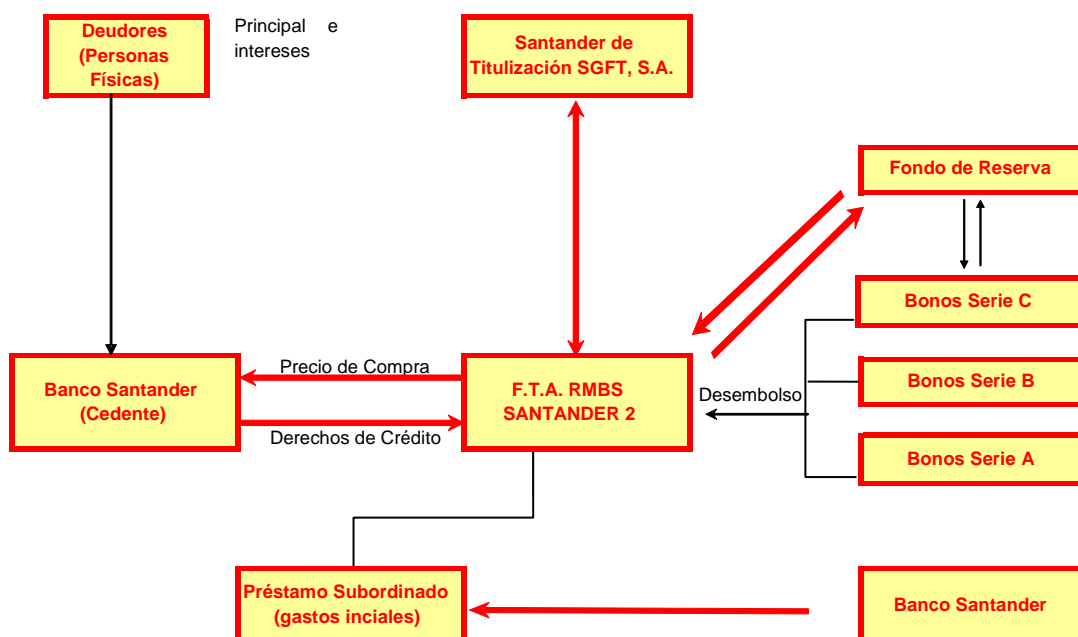 Deudores
(Personas
Físicas)
Principal e
intereses
Santander de
Titulización SGFT, S.A.
Fondo de Reserva
Bonos Serie C
Banco Santander
(Cedente)
Precio de Compra
Derechos de Crédito
F.T.A. RMBS
SANTANDER 2
Desembolso
Bonos Serie B
Bonos Serie A
Préstamo Subordinado
(gastos inciales)
Banco Santander